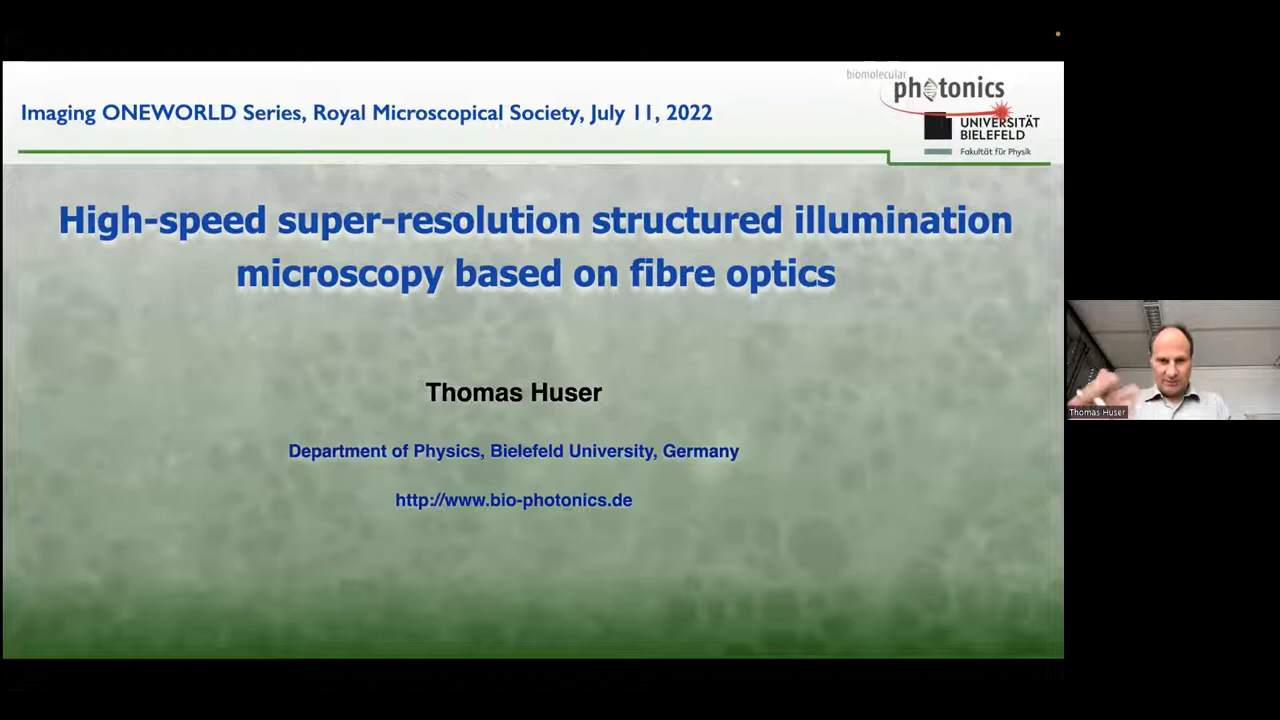 Imaging ONEWORLD Series, Royal Microscopical Society, July 11, 2022
biomolecular
photonics
UNIVERSITÄT
BIELEFELD
Fakultät für Physik
High-speed super-resolution structured illumination
microscopy based on fibre optics
Thomas Huser
Department of Physics, Bielefeld University, Germany
http://www.bio-photonics.de
Thomas Huser